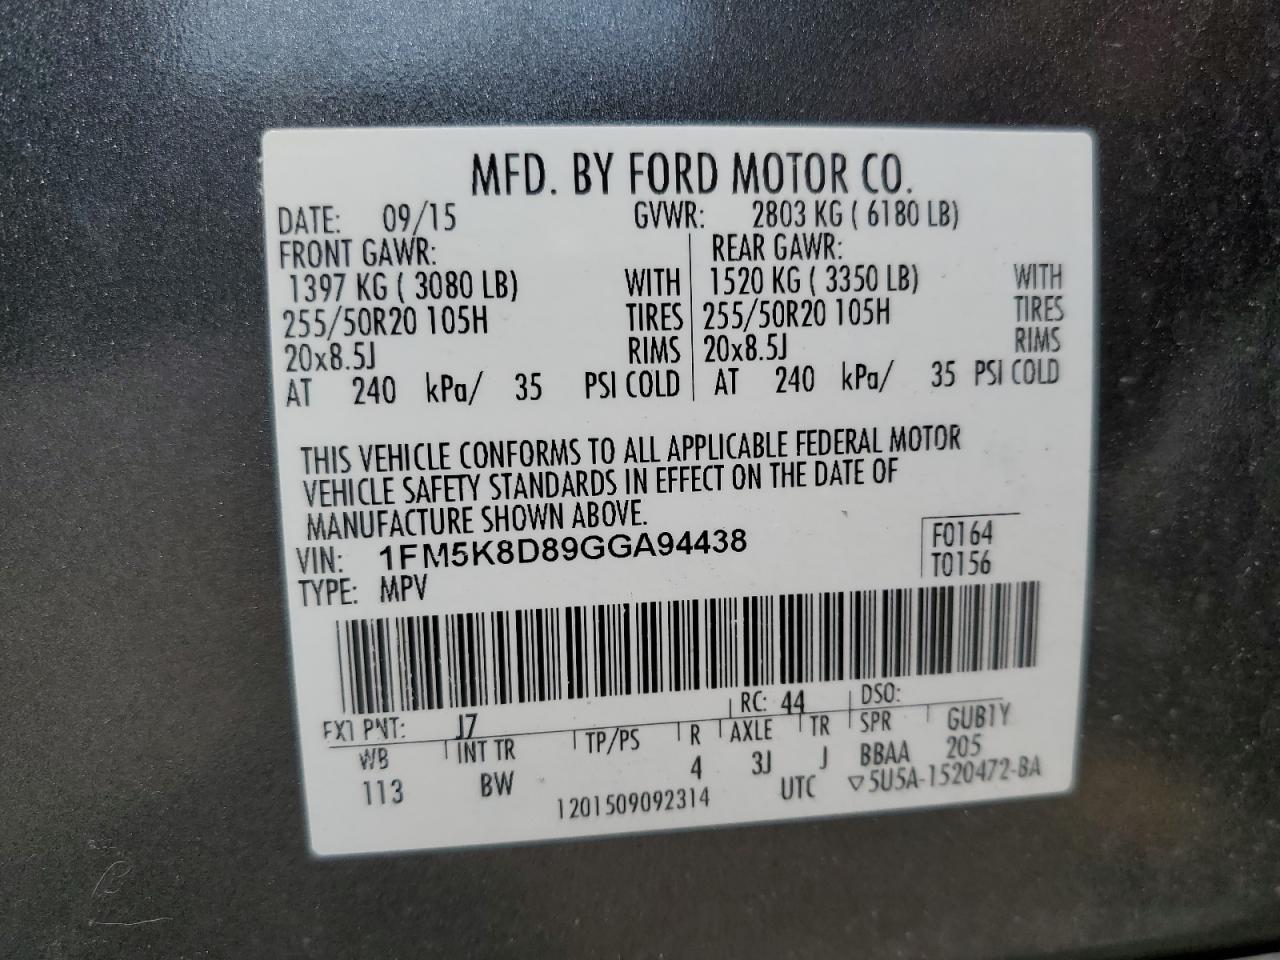 MFD. BY FORD MOTOR CO.
DATE: 09/15 GVWR: 2803 KG ( 6180 LB)
FRONT GAWR: REAR GAWR:
1397 KG ( 3080 LB) WITH 1520 KG ( 3350 LB) WITH
255/50R20 105H TIRES 255/50R20 105H TIRES
20x8.5J RIMS 20x8.5J RIMS
AT 240 kPa/ 35 PSI COLD AT 240 kPa/ 35 PSI COLD
THIS VEHICLE CONFORMS TO ALL APPLICABLE FEDERAL MOTOR
VEHICLE SAFETY STANDARDS IN EFFECT ON THE DATE OF
MANUFACTURE SHOWN ABOVE.
VIN: 1FM5K8D89GGA94438 F0164
TYPE: MPV T0156
EXT PNT: J7 RC: 44 DSO:
WB INT TR TP/PS R AXLE TR SPR GUB1Y
113 BW 4 3J J BBAA 205
1201509092314 UTC ▽5U5A-1520472-BA